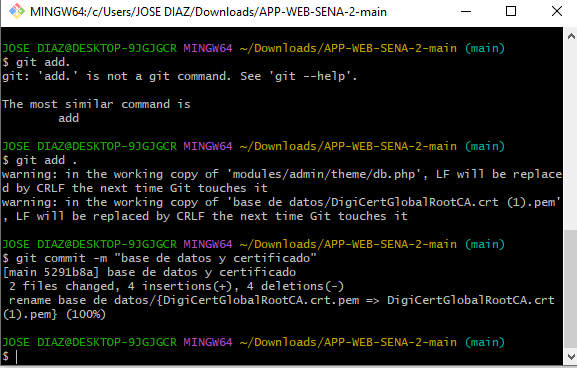 MINGW64:/c/Users/JOSE DIAZ/Downloads/APP-WEB-SENA-2-main
JOSE DIAZ@DESKTOP-9JGJGCR MINGW64 ~/Downloads/APP-WEB-SENA-2-main (main)
$ git add.
git: 'add.' is not a git command. See 'git --help'.
The most similar command is
add
JOSE DIAZ@DESKTOP-9JGJGCR MINGW64 ~/Downloads/APP-WEB-SENA-2-main (main)
$ git add .
warning: in the working copy of 'modules/admin/theme/db.php', LF will be replace
d by CRLF the next time Git touches it
warning: in the working copy of 'base de datos/DigiCertGlobalRootCA.crt (1).pem'
, LF will be replaced by CRLF the next time Git touches it
JOSE DIAZ@DESKTOP-9JGJGCR MINGW64 ~/Downloads/APP-WEB-SENA-2-main (main)
$ git commit -m "base de datos y certificado"
[main 5291b8a] base de datos y certificado
2 files changed, 4 insertions(+), 4 deletions(-)
rename base de datos/{DigiCertGlobalRootCA.crt.pem => DigiCertGlobalRootCA.crt
(1).pem} (100%)
JOSE DIAZ@DESKTOP-9JGJGCR MINGW64 ~/Downloads/APP-WEB-SENA-2-main (main)
$